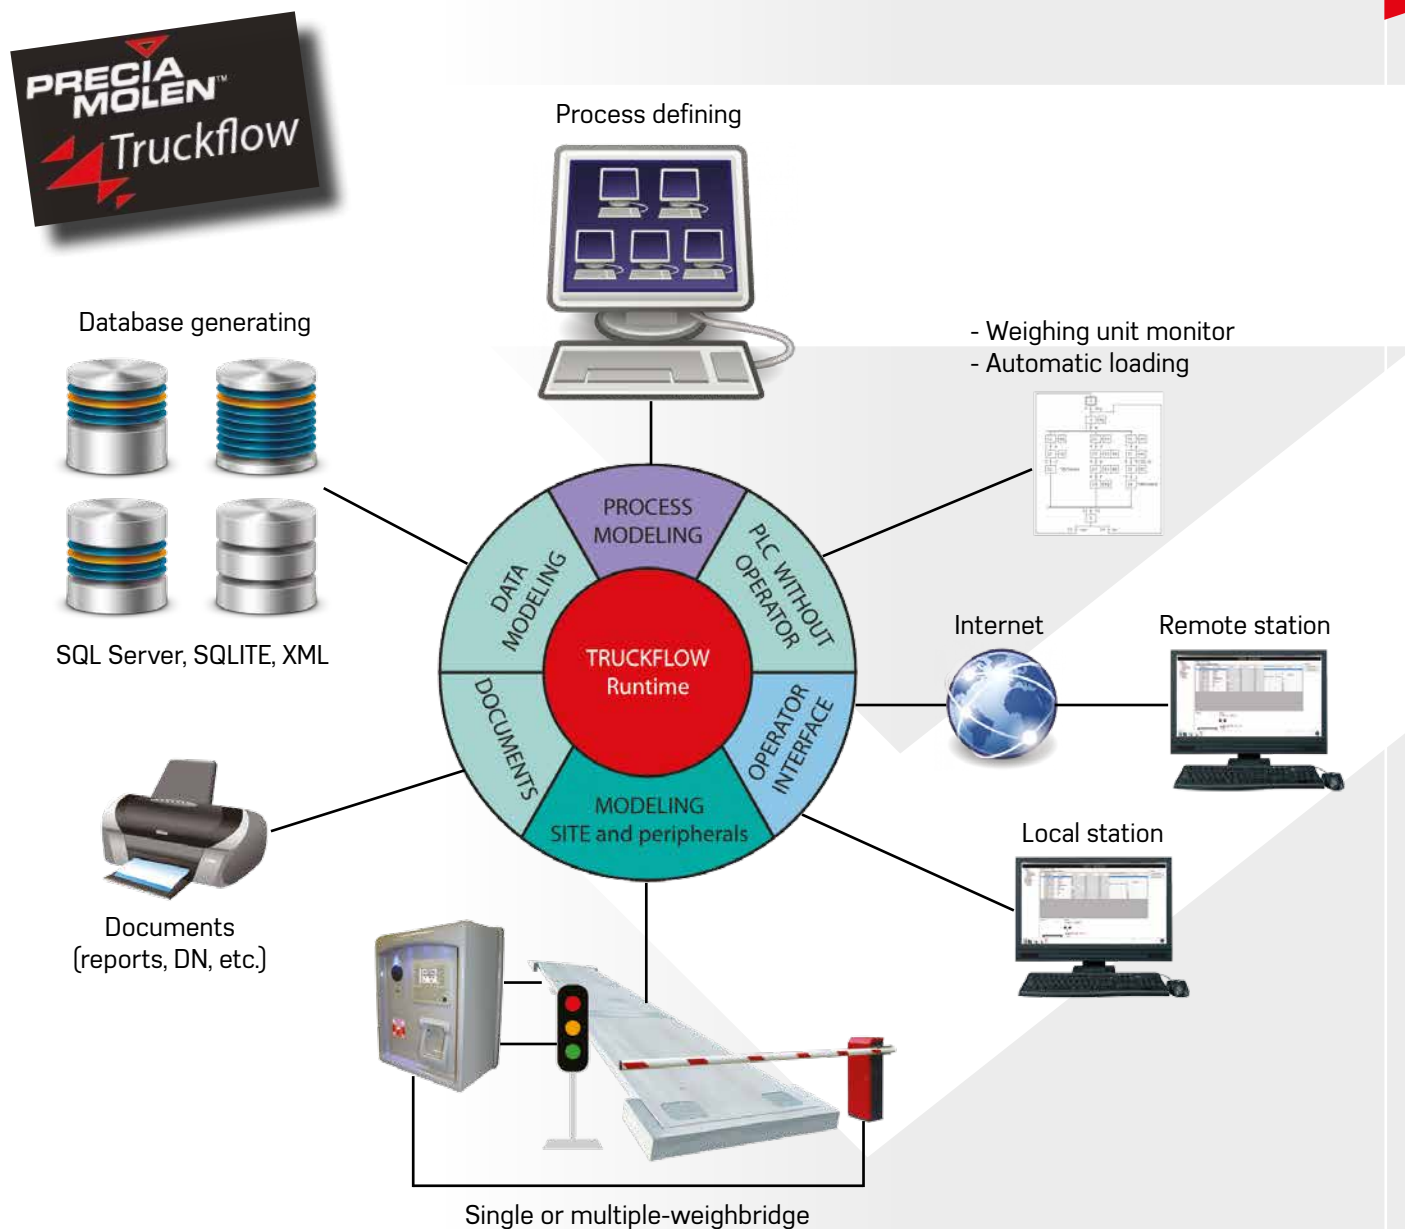 PRECIA
MOLEN™
Truckflow
Process defining
Database generating
- Weighing unit monitor
- Automatic loading
PROCESS
MODELING
DATA
MODELING
PLC WITHOUT
OPERATOR
TRUCKFLOW
Runtime
Internet
Remote station
SQL Server, SQLITE, XML
DOCUMENTS
OPERATOR
INTERFACE
MODELING
SITE and peripherals
Local station
Documents
(reports, DN, etc.)
Single or multiple-weighbridge